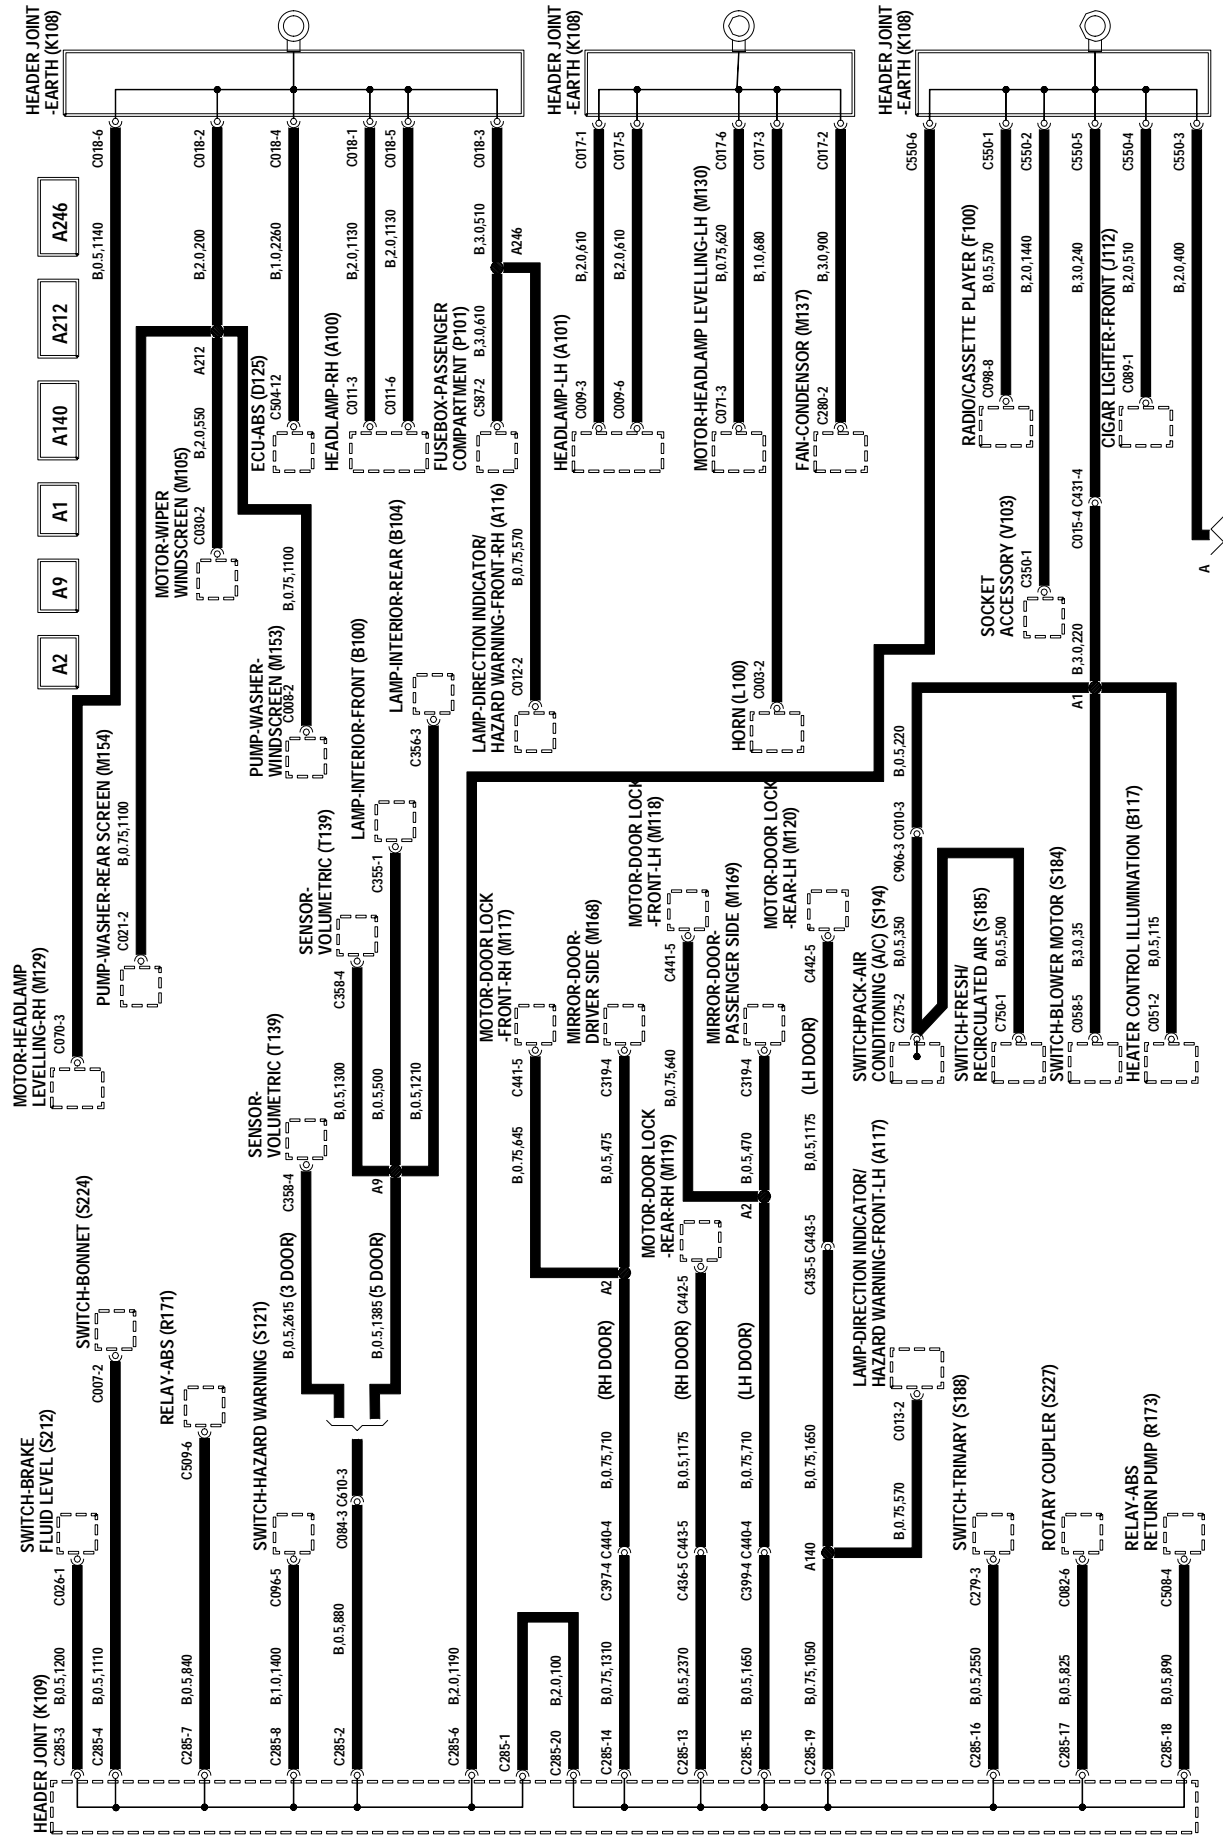 HEADER JOINT
-EARTH (K108)
HEADER JOINT
-EARTH (K108)
HEADER JOINT
-EARTH (K108)
C018-6
C018-2
C018-4
C018-1
C018-5
C018-3
C017-1
C017-5
C017-6
C017-3
C017-2
C550-6
C550-1
C550-2
C550-5
C550-4
C550-3
A246
A212
A140
A1
A9
A2
B,0.5,1140
B,2.0,200
B,1.0,2260
B,2.0,1130
B,2.0,1130
B,3.0,510
A246
B,2.0,610
B,2.0,610
B,0.75,620
B,1.0,680
B,3.0,900
B,0.5,570
B,2.0,1440
B,3.0,240
B,2.0,510
B,2.0,400
A212
B,2.0,550
MOTOR-WIPER
WINDSCREEN (M105)
C030-2
ECU-ABS (D125)
C504-12
HEADLAMP-RH (A100)
C011-3
C011-6
FUSEBOX-PASSENGER
COMPARTMENT (P101)
C587-2
B,3.0,610
HEADLAMP-LH (A101)
C009-3
C009-6
MOTOR-HEADLAMP LEVELLING-LH (M130)
C071-3
FAN-CONDENSOR (M137)
C280-2
RADIO/CASSETTE PLAYER (F100)
C098-8
CIGAR LIGHTER-FRONT (J112)
C089-1
SOCKET
ACCESSORY (V103)
C350-1
C015-4 C431-4
A
B,3.0,220
A1
B,0.75,1100
PUMP-WASHER-
WINDSCREEN (M153)
C008-2
LAMP-DIRECTION INDICATOR/
HAZARD WARNING-FRONT-RH (A116)
B,0.75,570
C012-2
HORN (L100)
C003-2
LAMP-INTERIOR-REAR (B104)
C356-3
LAMP-INTERIOR-FRONT (B100)
C355-1
SENSOR-
VOLUMETRIC (T139)
C358-4
PUMP-WASHER-REAR SCREEN (M154)
C021-2
B,0.75,1100
MOTOR-HEADLAMP
LEVELLING-RH (M129)
C070-3
SENSOR-
VOLUMETRIC (T139)
C358-4
B,0.5,1300
B,0.5,500
B,0.5,1210
A9
MOTOR-DOOR LOCK
-FRONT-RH (M117)
C441-5
B,0.75,645
MIRROR-DOOR-
DRIVER SIDE (M168)
C319-4
B,0.5,475
MOTOR-DOOR LOCK
-FRONT-LH (M118)
C441-5
B,0.75,640
MIRROR-DOOR-
PASSENGER SIDE (M169)
C319-4
B,0.5,470
MOTOR-DOOR LOCK
-REAR-LH (M120)
C442-5
(LH DOOR)
B,0.5,1175
C435-5 C443-5
MOTOR-DOOR LOCK
-REAR-RH (M119)
C442-5
A2
A2
SWITCHPACK-AIR
CONDITIONING (A/C) (S194)
C275-2
B,0.5,350
C906-3 C010-3
B,0.5,220
SWITCH-FRESH/
RECIRCULATED AIR (S185)
C750-1
B,0.5,500
SWITCH-BLOWER MOTOR (S184)
C058-5
B,3.0,35
HEATER CONTROL ILLUMINATION (B117)
C051-2
B,0.5,115
LAMP-DIRECTION INDICATOR/
HAZARD WARNING-FRONT-LH (A117)
C013-2
B,0.75,570
SWITCH-BRAKE
FLUID LEVEL (S212)
C026-1
SWITCH-BONNET (S224)
C007-2
RELAY-ABS (R171)
C509-6
SWITCH-HAZARD WARNING (S121)
C096-5
B,0.5,2615 (3 DOOR)
B,0.5,1385 (5 DOOR)
C084-3 C610-3
(RH DOOR)
B,0.75,710
C397-4 C440-4
(RH DOOR)
B,0.5,1175
C436-5 C443-5
(LH DOOR)
B,0.75,710
C399-4 C440-4
B,0.75,1650
A140
SWITCH-TRINARY (S188)
C279-3
ROTARY COUPLER (S227)
C082-6
RELAY-ABS
RETURN PUMP (R173)
C508-4
B,0.5,1200
B,0.5,1110
B,0.5,840
B,1.0,1400
B,0.5,880
B,2.0,1190
B,2.0,100
B,0.75,1310
B,0.5,2370
B,0.5,1650
B,0.75,1050
B,0.5,2550
B,0.5,825
B,0.5,890
C285-3
C285-4
C285-7
C285-8
C285-2
C285-6
C285-1
C285-20
C285-14
C285-13
C285-15
C285-19
C285-16
C285-17
C285-18
HEADER JOINT (K109)